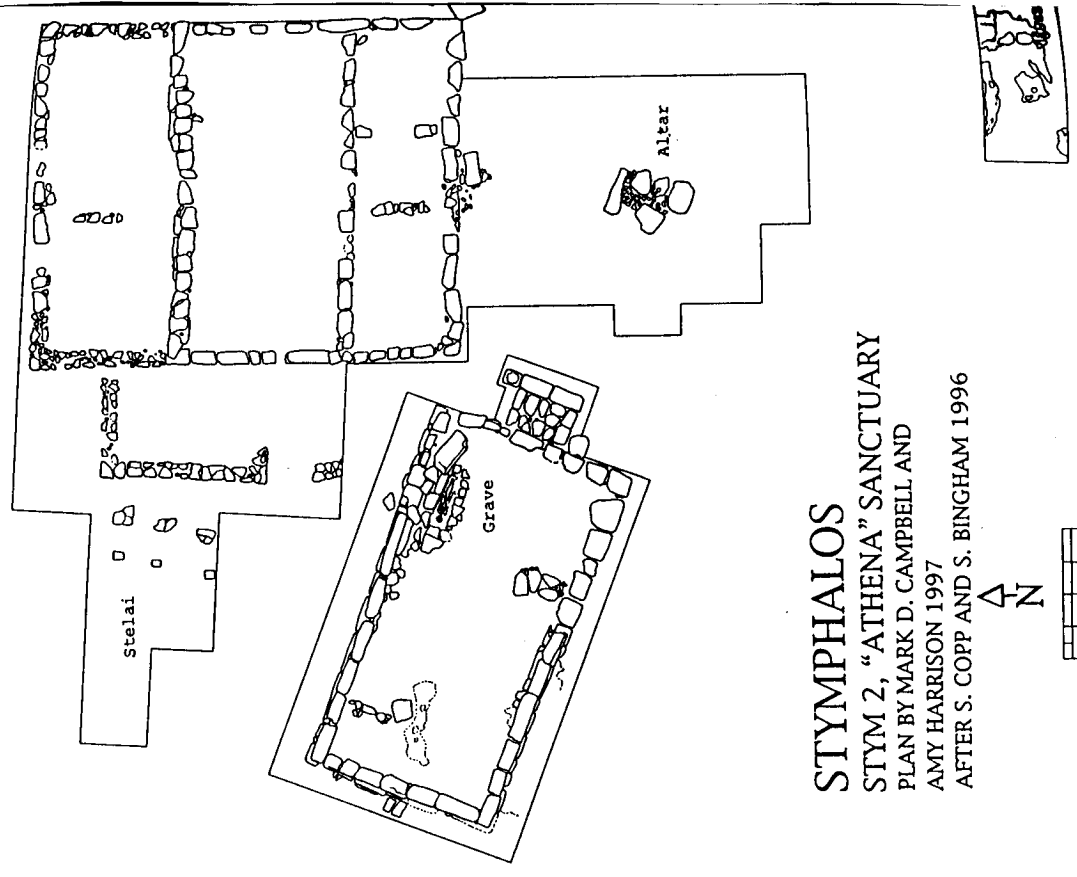 Altar
Grave
Stelai
STYMPHALOS
STYM 2, "ATHENA" SANCTUARY
PLAN BY MARK D. CAMPBELL AND
AMY HARRISON 1997
AFTER S. COPP AND S. BINGHAM 1996
N